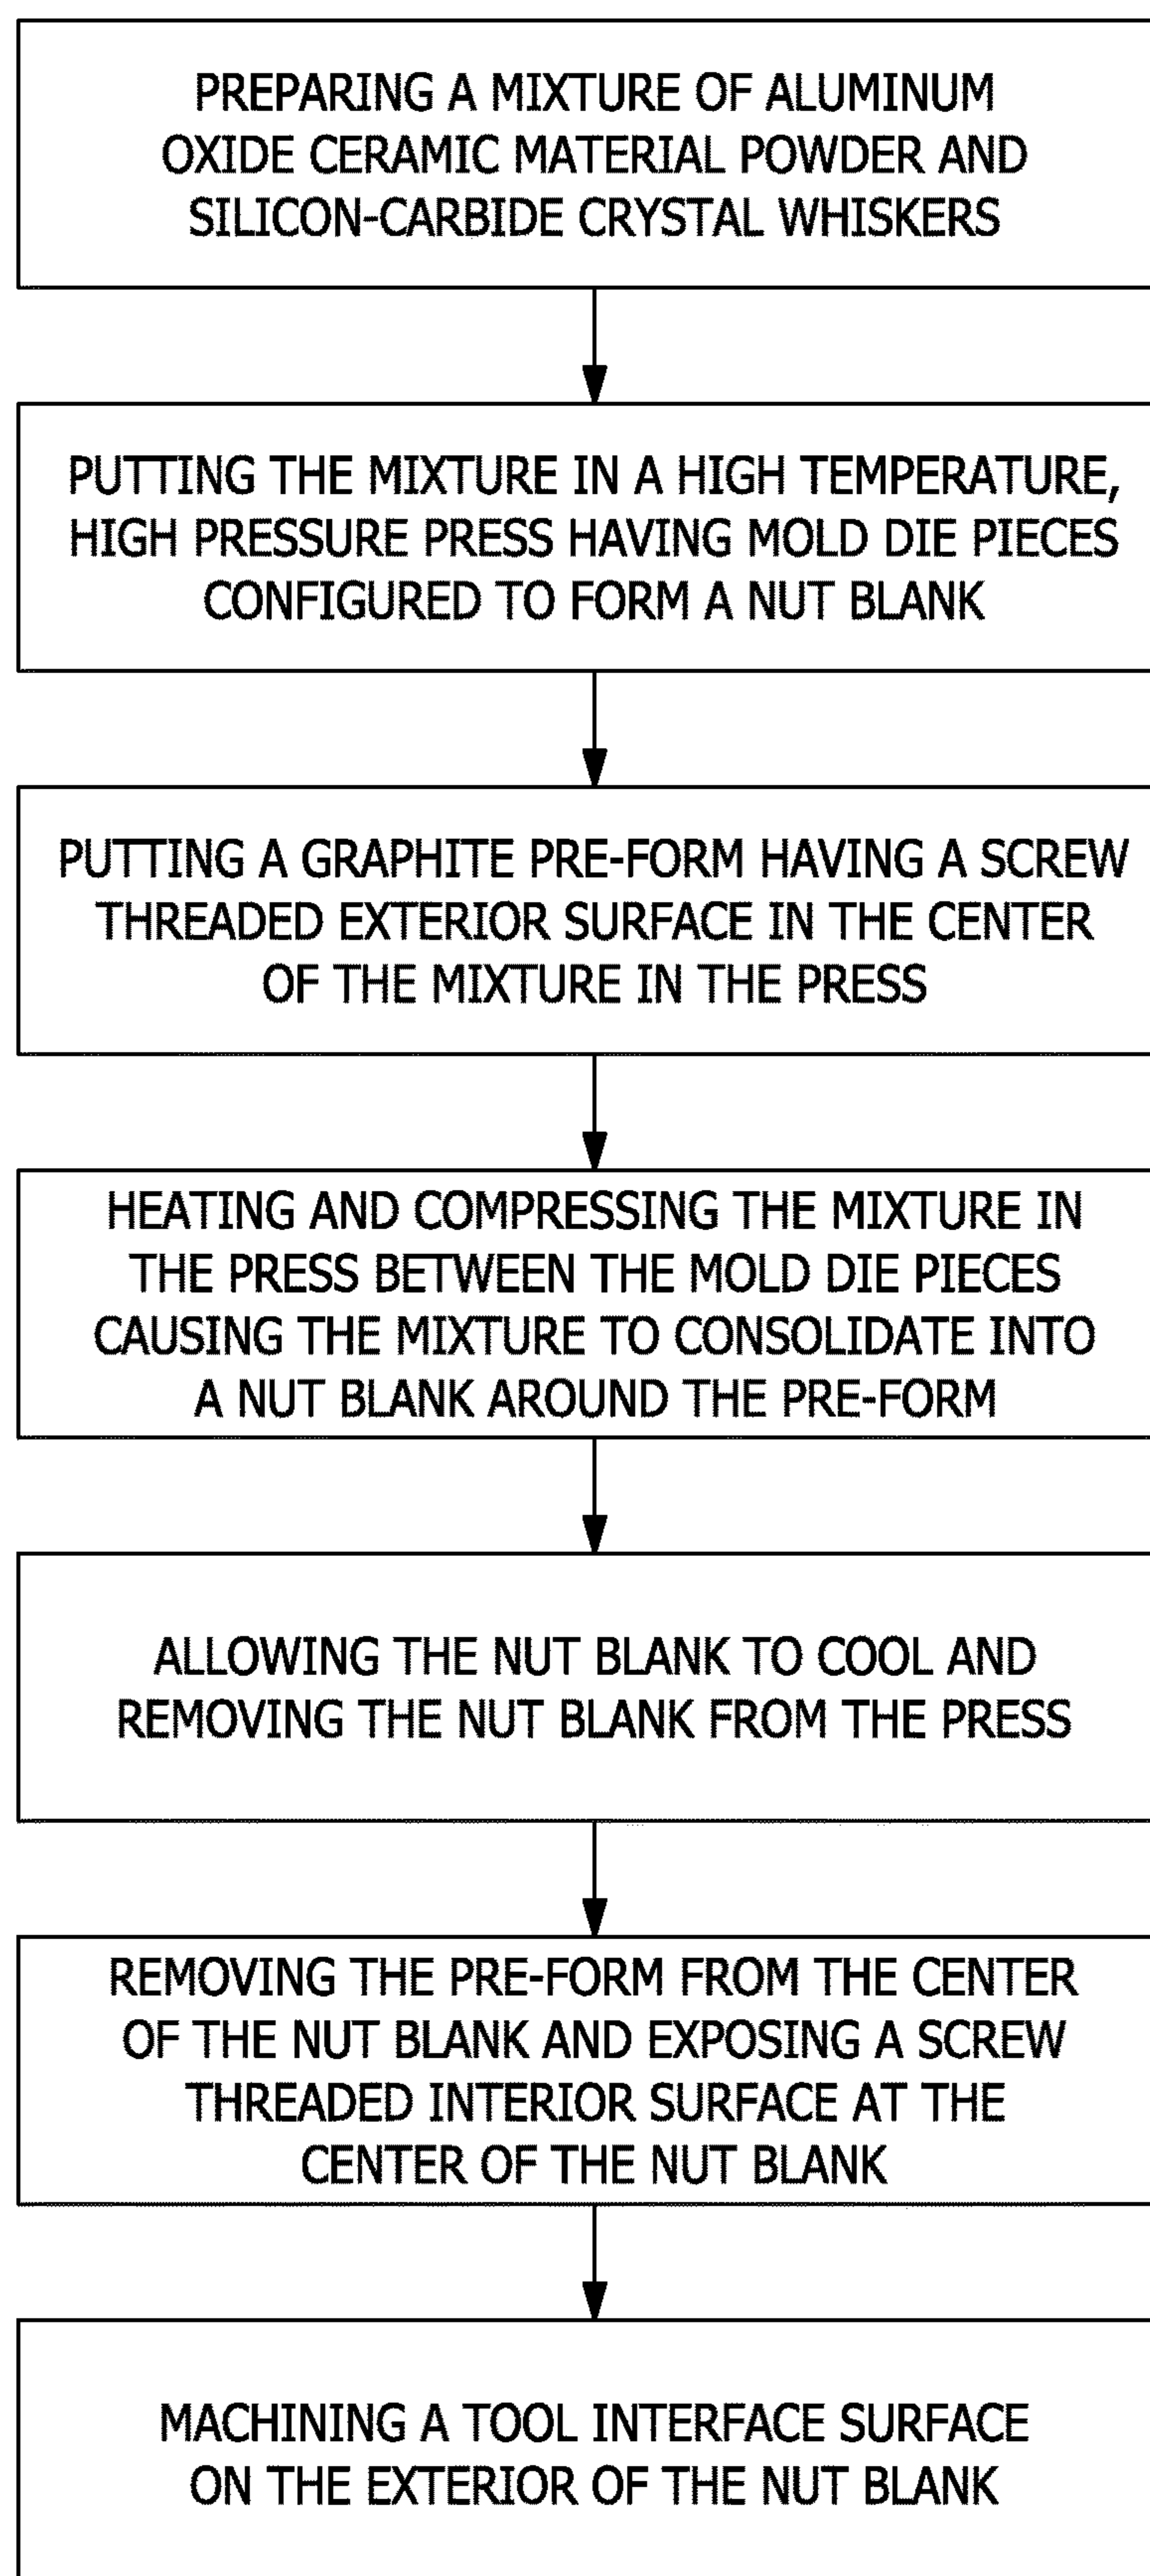 PREPARING A MIXTURE OF ALUMINUM
OXIDE CERAMIC MATERIAL POWDER AND
SILICON-CARBIDE CRYSTAL WHISKERS
PUTTING THE MIXTURE IN A HIGH TEMPERATURE,
HIGH PRESSURE PRESS HAVING MOLD DIE PIECES
CONFIGURED TO FORM A NUT BLANK
PUTTING A GRAPHITE PRE-FORM HAVING A SCREW
THREADED EXTERIOR SURFACE IN THE CENTER
OF THE MIXTURE IN THE PRESS
HEATING AND COMPRESSING THE MIXTURE IN
THE PRESS BETWEEN THE MOLD DIE PIECES
CAUSING THE MIXTURE TO CONSOLIDATE INTO
A NUT BLANK AROUND THE PRE-FORM
ALLOWING THE NUT BLANK TO COOL AND
REMOVING THE NUT BLANK FROM THE PRESS
REMOVING THE PRE-FORM FROM THE CENTER
OF THE NUT BLANK AND EXPOSING A SCREW
THREADED INTERIOR SURFACE AT THE
CENTER OF THE NUT BLANK
MACHINING A TOOL INTERFACE SURFACE
ON THE EXTERIOR OF THE NUT BLANK